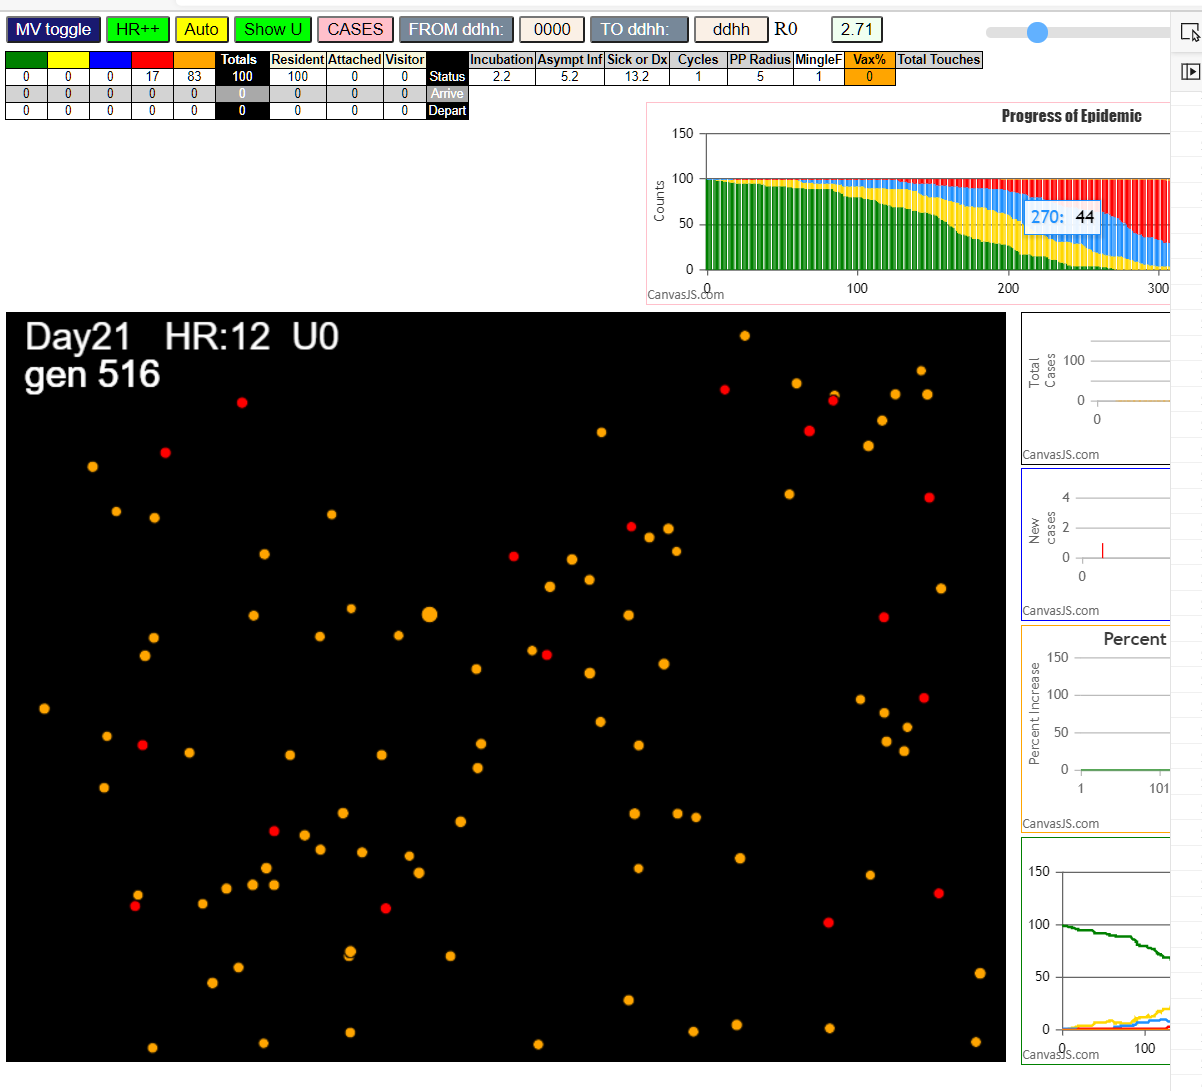 MV toggle HR++ Auto Show U CASES FROM ddhh: 0000 TO ddhh: ddhh R0 2.71
Totals Resident Attached Visitor Incubation Asympt Inf Sick or Dx Cycles PP Radius MingleF Vax% Total Touches
0 0 0 17 83 100 100 0 0 Status 2.2 5.2 13.2 1 5 1 0
0 0 0 0 0 0 0 0 0 Arrive
0 0 0 0 0 0 0 0 0 Depart
Progress of Epidemic
150
100
50
0
Counts
270: 44
0 100 200 300
CanvasJS.com
Day21 HR:12 U0
gen 516
Total
Cases
100
0
0
CanvasJS.com
New
cases
4
2
0
0
CanvasJS.com
Percent
Percent Increase
150
100
50
0
1 101
CanvasJS.com
150
100
50
0
0 100
CanvasJS.com